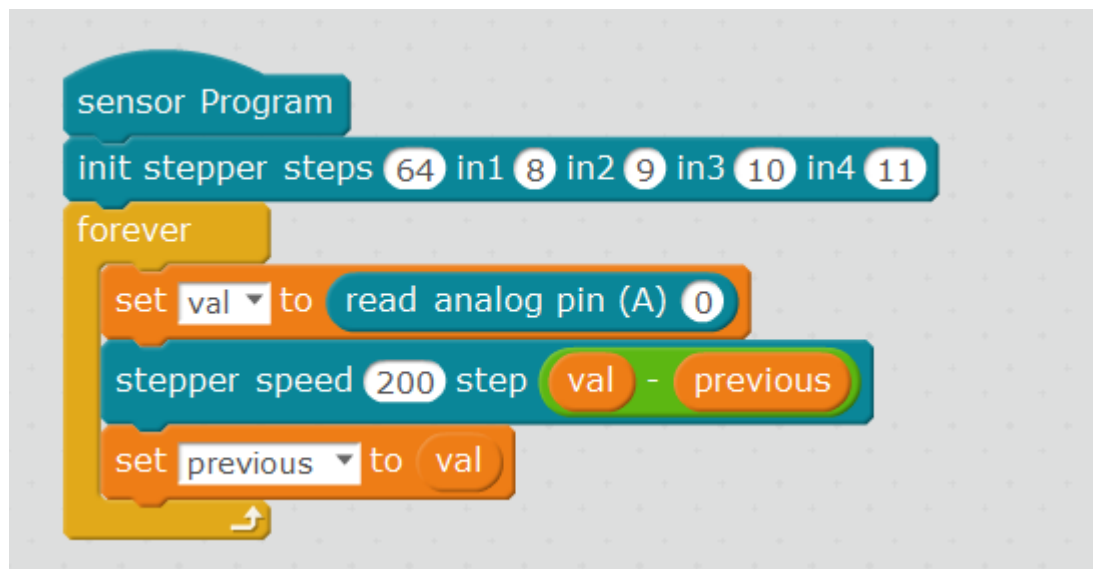 sensor Program
init stepper steps 64 in1 8 in2 9 in3 10 in4 11
forever
set val to read analog pin (A) 0
stepper speed 200 step val - previous
set previous to val